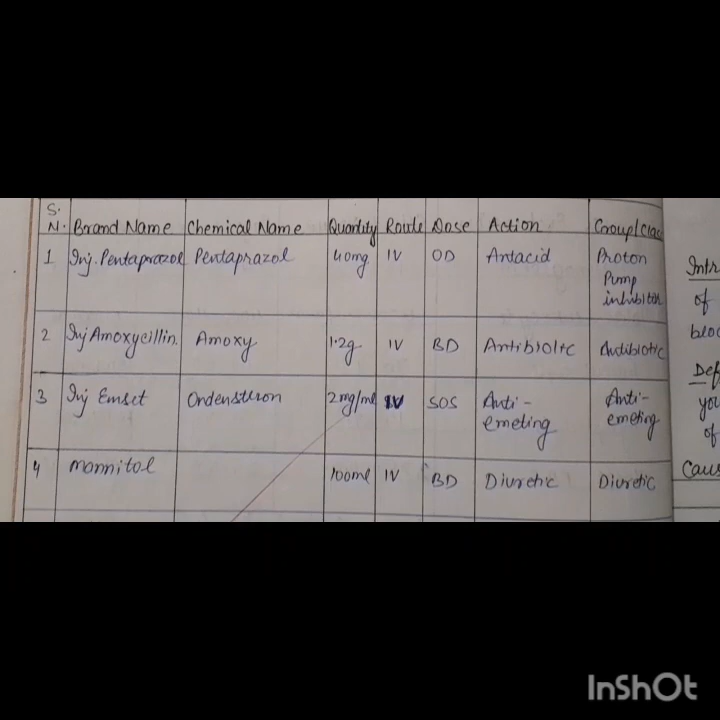 S.
N. Brand Name Chemical Name Quantity Route Dose Action Group/Clas
1 Inj. Pentaprazol Pentaprazol 40mg IV OD Antacid Proton
Pump
inhibitor
2 Inj Amoxycillin. Amoxy 1.2g IV BD Antibiotic Antibiotic
3 Inj Emset Ondensteron 2mg/ml IV SOS Anti- Anti-
emeting emeting
4 mannitol 100ml IV BD Diuretic Diuretic
Intr
of
bloo
Def
you
of
Caus
InShOt